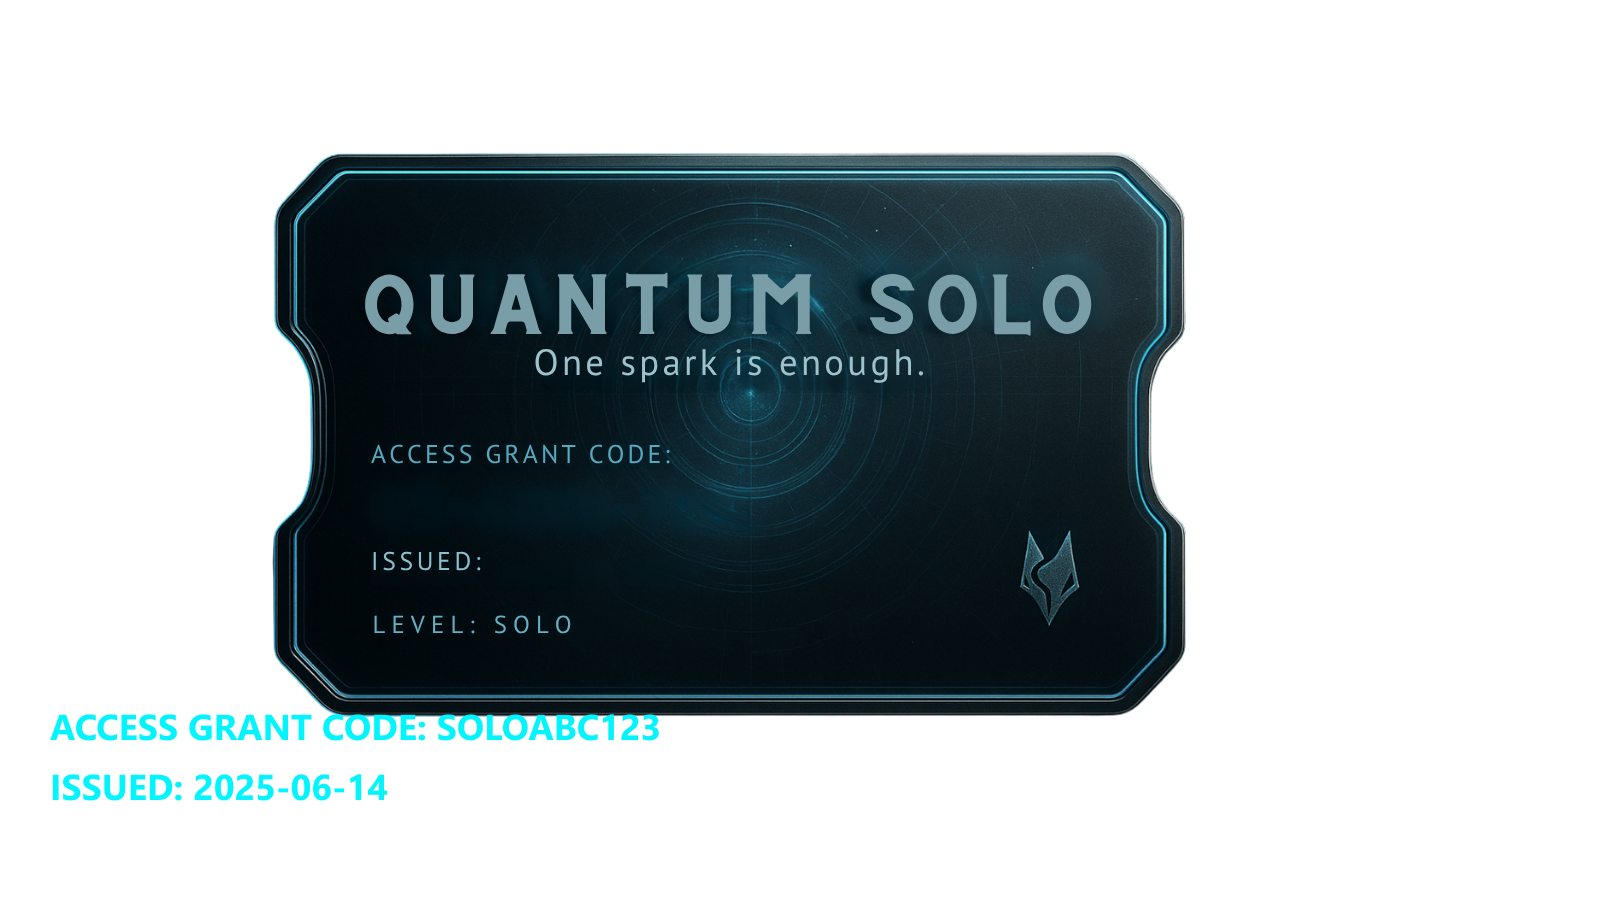 QUANTUM SOLO
One spark is enough.
ACCESS GRANT CODE:
ISSUED:
LEVEL: SOLO
ACCESS GRANT CODE: SOLOABC123
ISSUED: 2025-06-14